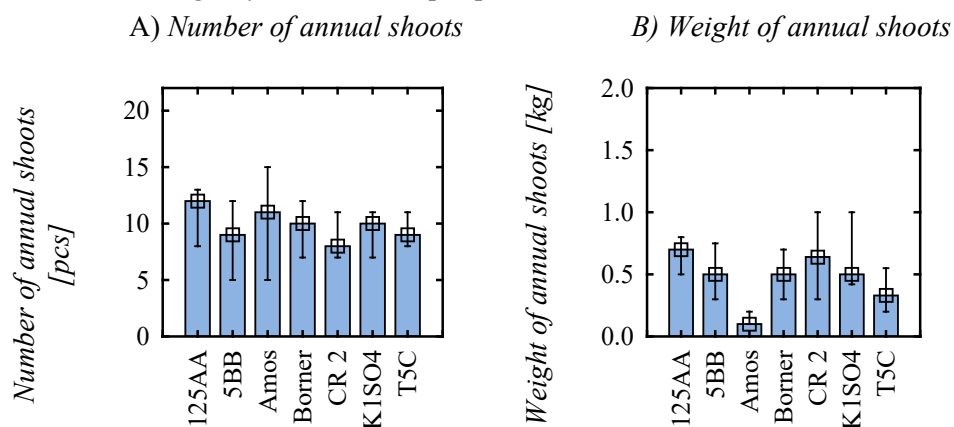 A) Number of annual shoots
Number of annual shoots
[pcs]
20
15
10
5
0
125AA
5BB
Amos
Borner
CR 2
K1SO4
T5C
B) Weight of annual shoots
Weight of annual shoots [kg]
2.0
1.5
1.0
0.5
0.0
125AA
5BB
Amos
Borner
CR 2
K1SO4
T5C